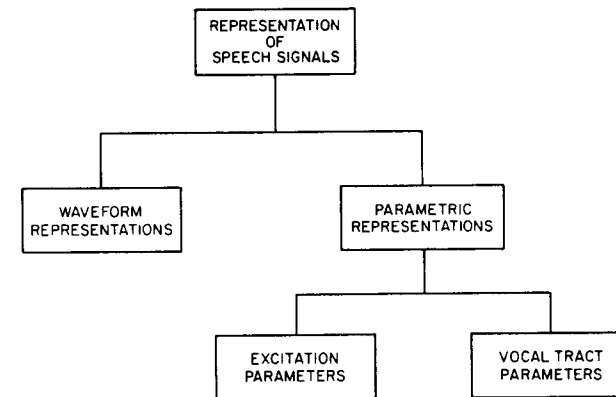 REPRESENTATION
OF
SPEECH SIGNALS
WAVEFORM
REPRESENTATIONS
PARAMETRIC
REPRESENTATIONS
EXCITATION
PARAMETERS
VOCAL TRACT
PARAMETERS